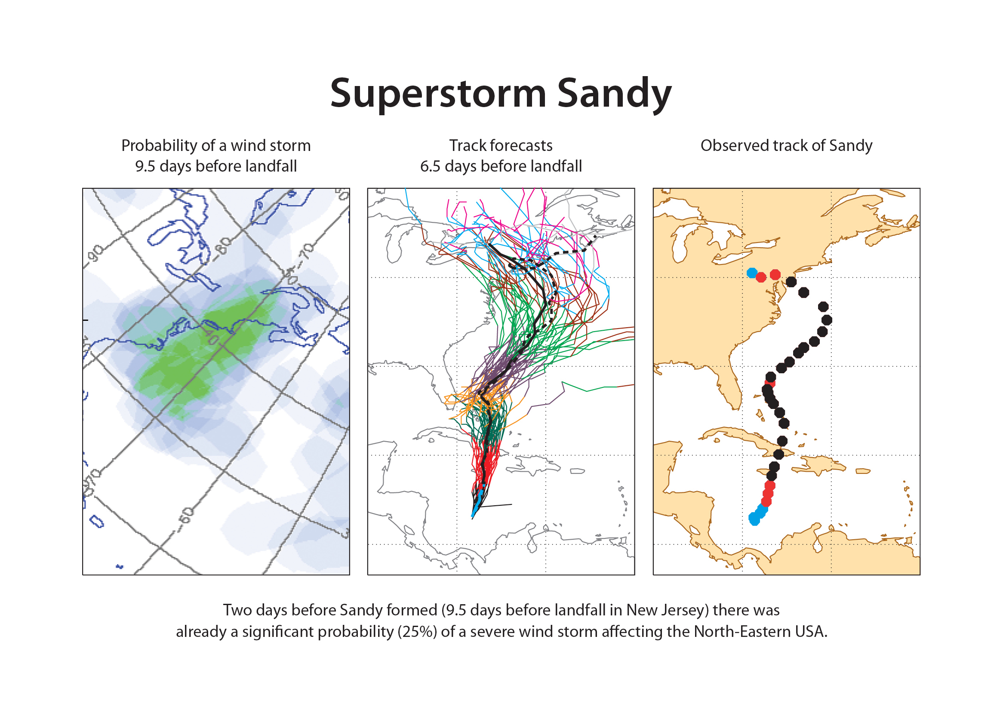 Superstorm Sandy
Probability of a wind storm
9.5 days before landfall
Track forecasts
6.5 days before landfall
Observed track of Sandy
90
80
70
40
60
Two days before Sandy formed (9.5 days before landfall in New Jersey) there was
already a significant probability (25%) of a severe wind storm affecting the North-Eastern USA.